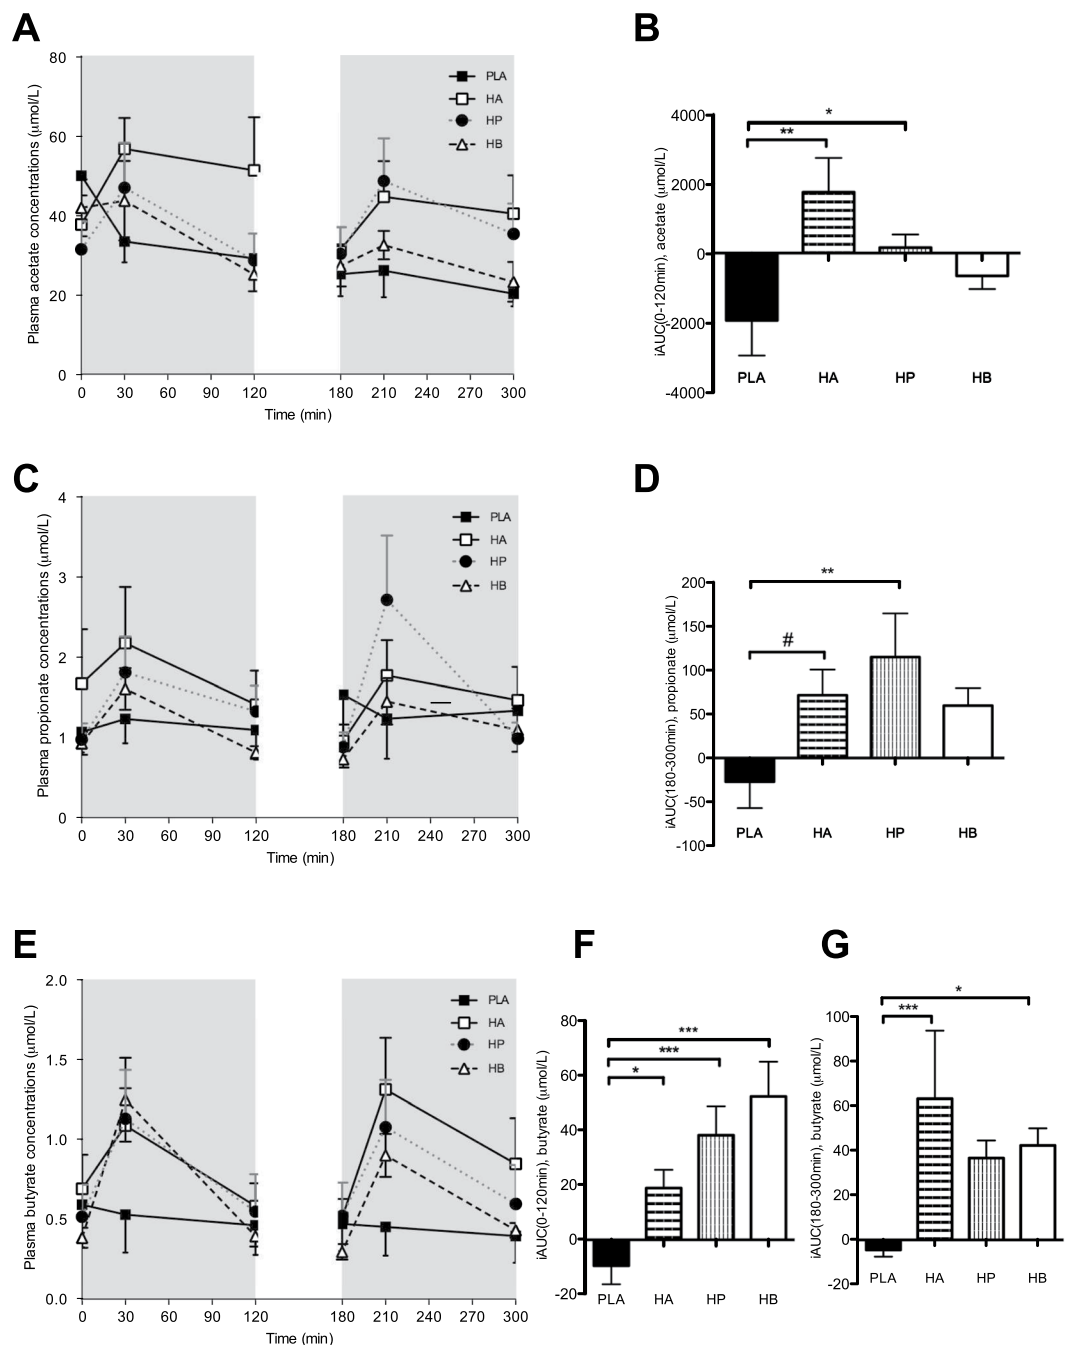 A
B
Plasma acetate concentrations (μmol/L)
80
60
40
20
0
PLA
HA
HP
HB
0 30 60 90 120 180 210 240 270 300
Time (min)
iAUC(0-120min), acetate (μmol/L)
4000
2000
0
-2000
-4000
*
**
PLA HA HP HB
C
D
Plasma propionate concentrations (μmol/L)
4
3
2
1
0
PLA
HA
HP
HB
0 30 60 90 120 180 210 240 270 300
Time (min)
iAUC(180-300min), propionate (μmol/L)
200
150
100
50
0
-50
-100
**
#
PLA HA HP HB
E
F
G
Plasma butyrate concentrations (μmol/L)
2.0
1.5
1.0
0.5
0.0
PLA
HA
HP
HB
0 30 60 90 120 180 210 240 270 300
Time (min)
iAUC(0-120min), butyrate (μmol/L)
80
60
40
20
0
-20
***
***
*
PLA HA HP HB
iAUC(180-300min), butyrate (μmol/L)
100
80
60
40
20
0
-20
*
***
PLA HA HP HB